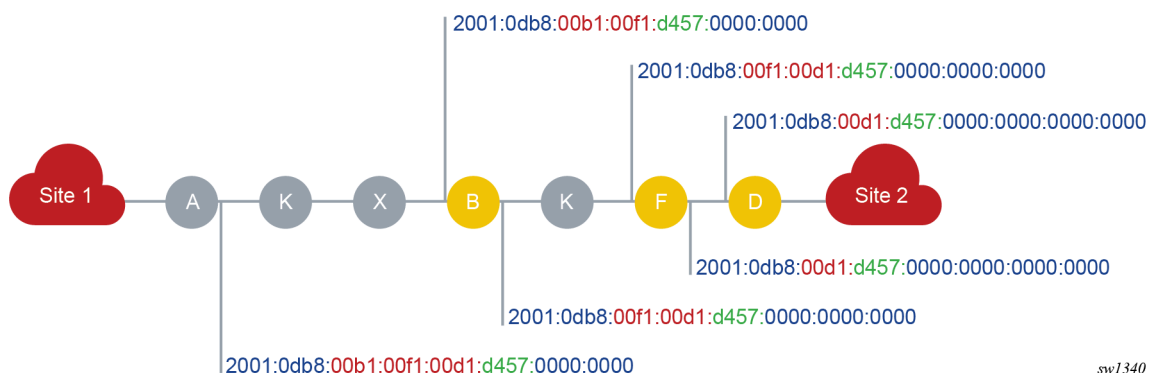 2001:0db8:00b1:00f1:d457:0000:0000
2001:0db8:00f1:00d1:d457:0000:0000:0000
2001:0db8:00d1:d457:0000:0000:0000:0000
Site 1
A
K
X
B
K
F
D
Site 2
2001:0db8:00d1:d457:0000:0000:0000:0000
2001:0db8:00f1:00d1:d457:0000:0000:0000
2001:0db8:00b1:00f1:00d1:d457:0000:0000
sw1340